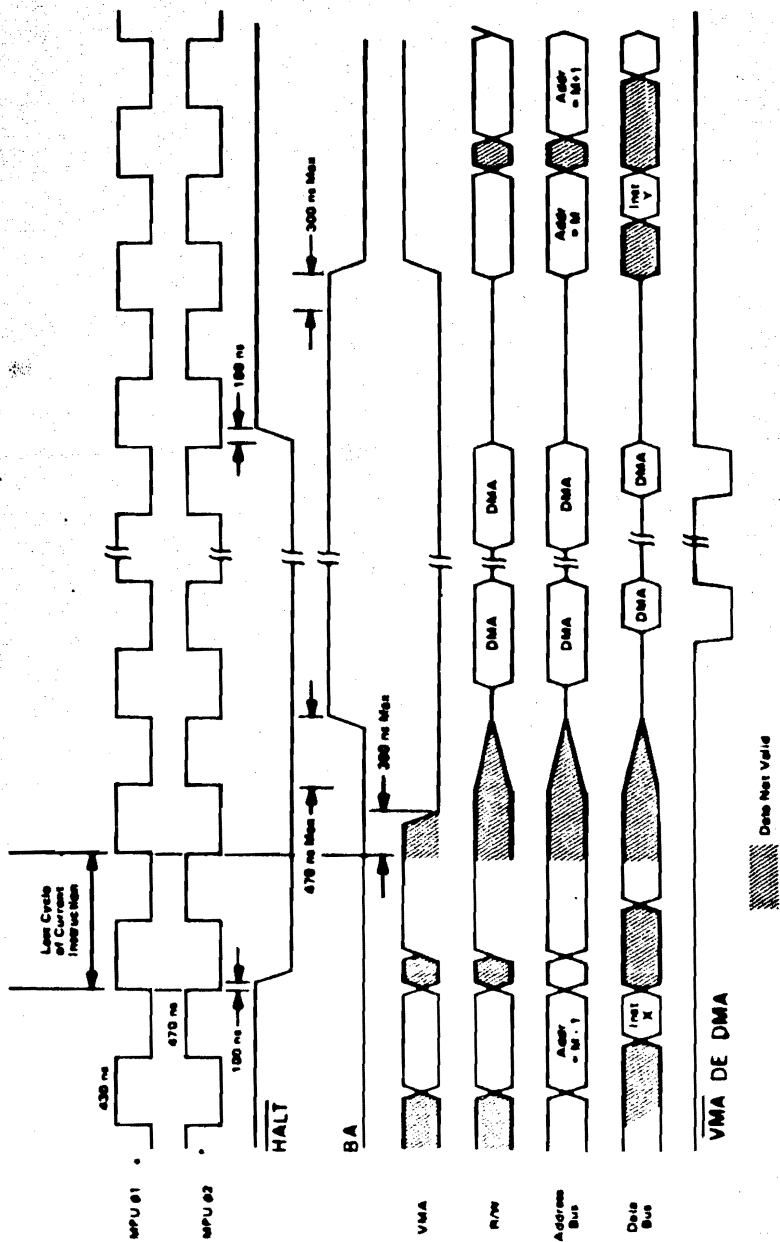 MPU ø1
430 ns
Last Cycle
of Current
Instruction
MPU ø2
470 ns
100 ns
100 ns
HALT
470 ns Max
300 ns Max
BA
300 ns Max
VMA
R/W
DMA
DMA
Address
Bus
Addr
= M - 1
DMA
DMA
Addr
= M
Addr
= M+1
Data
Bus
Inst
X
DMA
DMA
Inst
Y
VMA DE DMA
Data Not Valid